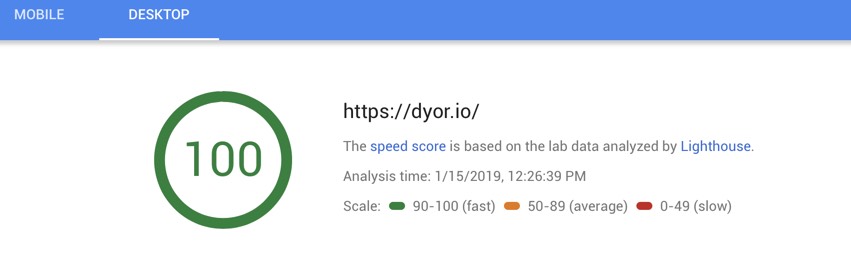 MOBILE DESKTOP
100
https://dyor.io/
The speed score is based on the lab data analyzed by Lighthouse.
Analysis time: 1/15/2019, 12:26:39 PM
Scale: 90-100 (fast) 50-89 (average) 0-49 (slow)